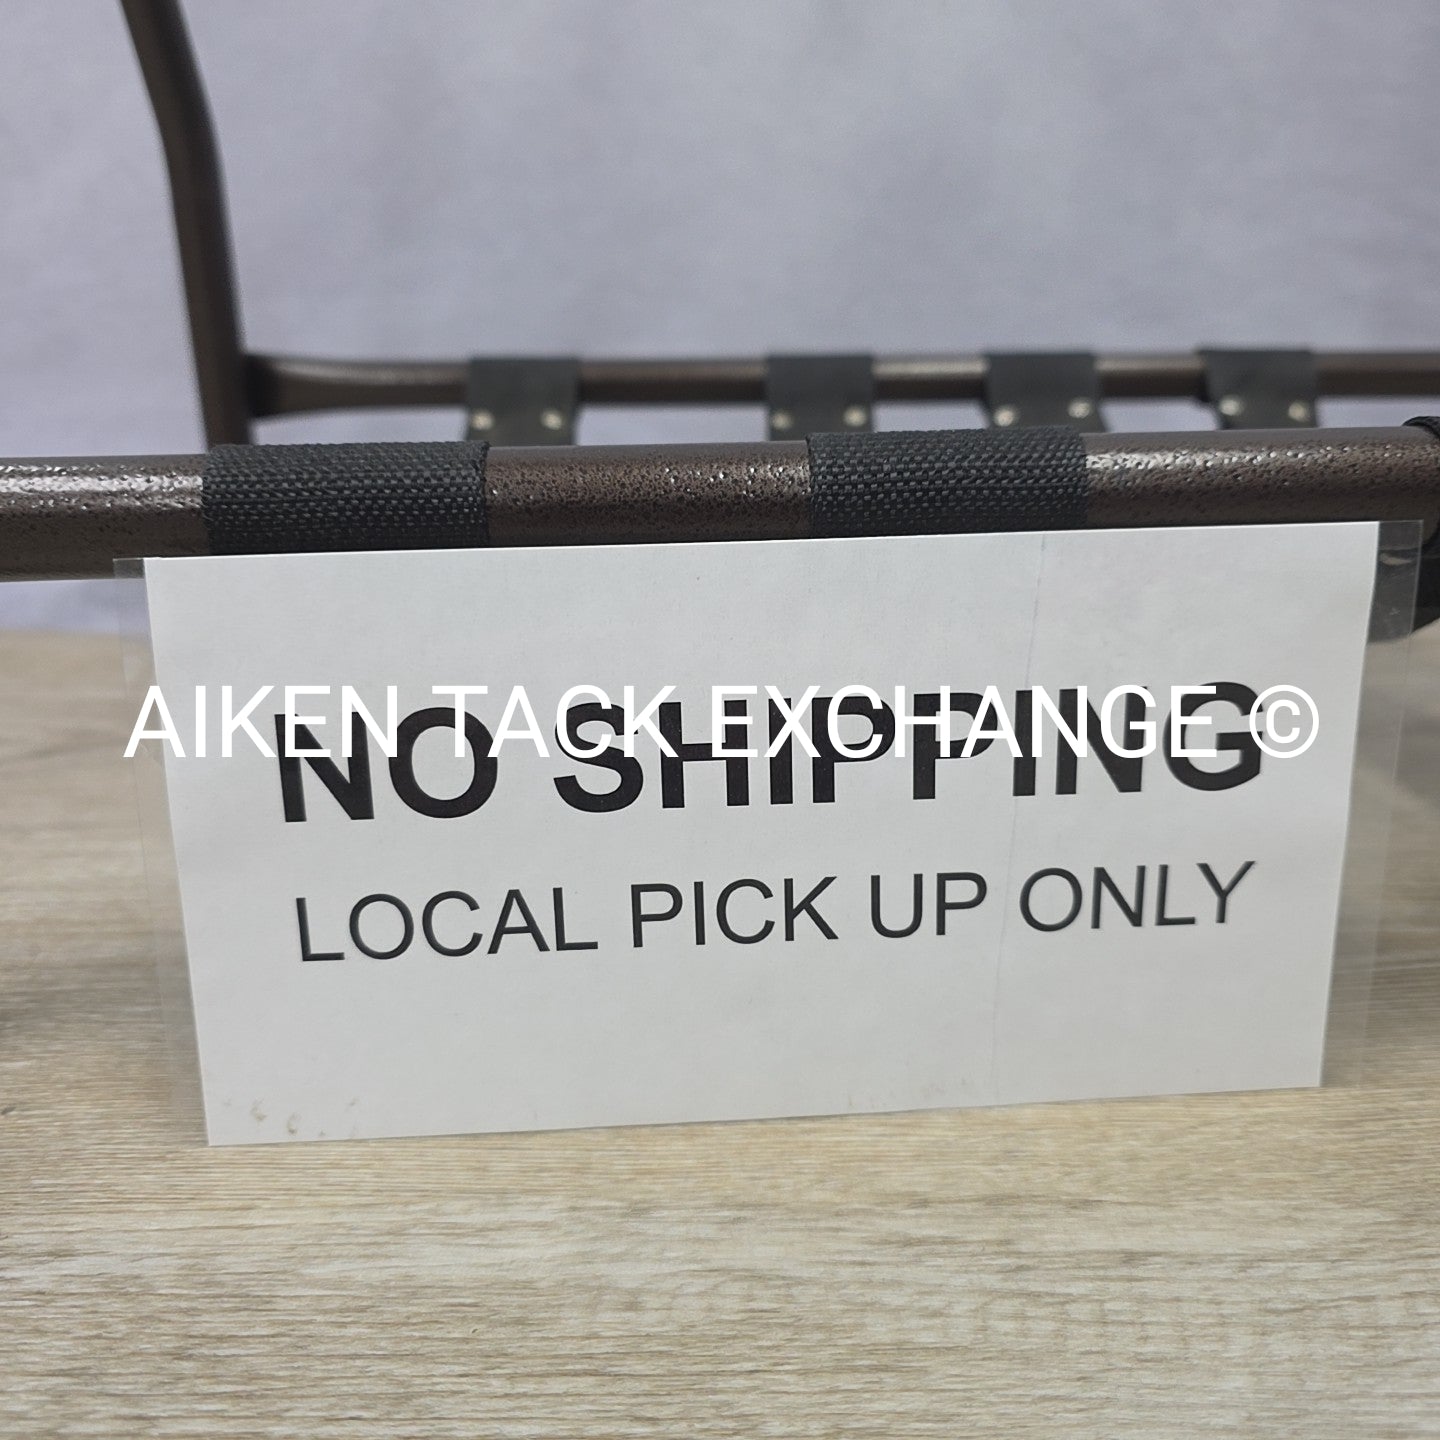 AIKEN TACK EXCHANGE ©
NO SHIPPING
LOCAL PICK UP ONLY